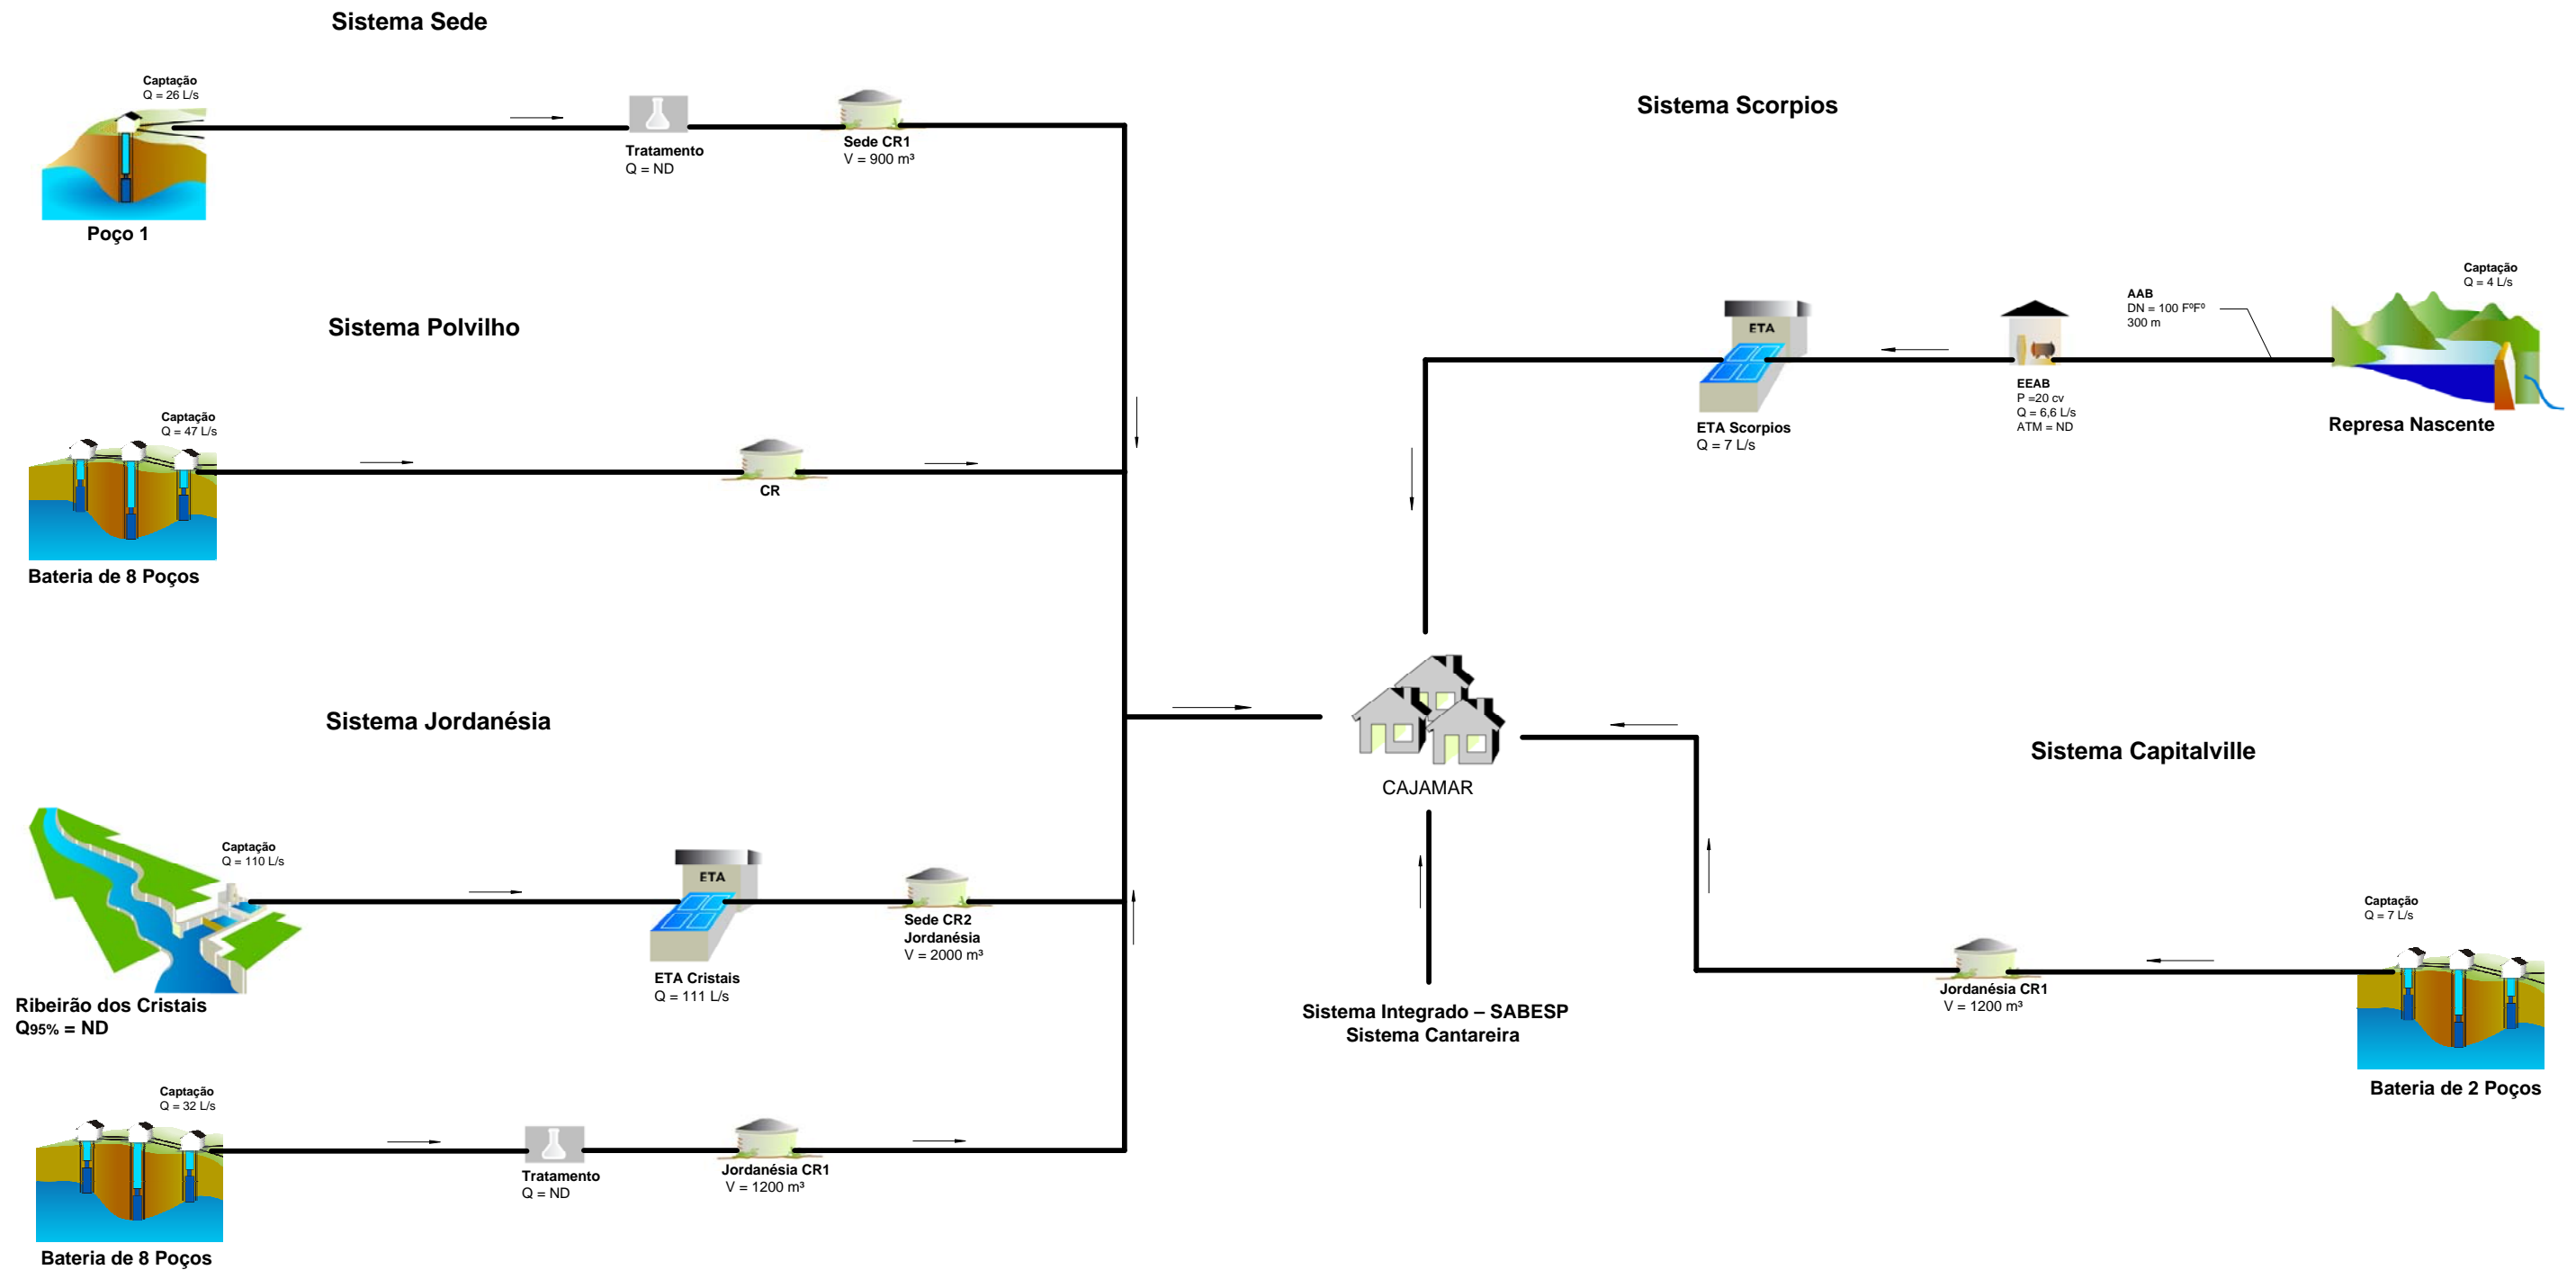 Sistema Sede
Captação
Q = 26 L/s
Poço 1
Tratamento
Q = ND
Sede CR1
V = 900 m³
Sistema Polvilho
Captação
Q = 47 L/s
Bateria de 8 Poços
CR
Sistema Jordanésia
Captação
Q = 110 L/s
Ribeirão dos Cristais
Q95% = ND
ETA
ETA Cristais
Q = 111 L/s
Sede CR2
Jordanésia
V = 2000 m³
Captação
Q = 32 L/s
Bateria de 8 Poços
Tratamento
Q = ND
Jordanésia CR1
V = 1200 m³
Sistema Scorpios
Captação
Q = 4 L/s
Represa Nascente
AAB
DN = 100 FºFº
300 m
EEAB
P =20 cv
Q = 6,6 L/s
ATM = ND
ETA
ETA Scorpios
Q = 7 L/s
CAJAMAR
Sistema Integrado – SABESP
Sistema Cantareira
Sistema Capitalville
Captação
Q = 7 L/s
Bateria de 2 Poços
Jordanésia CR1
V = 1200 m³